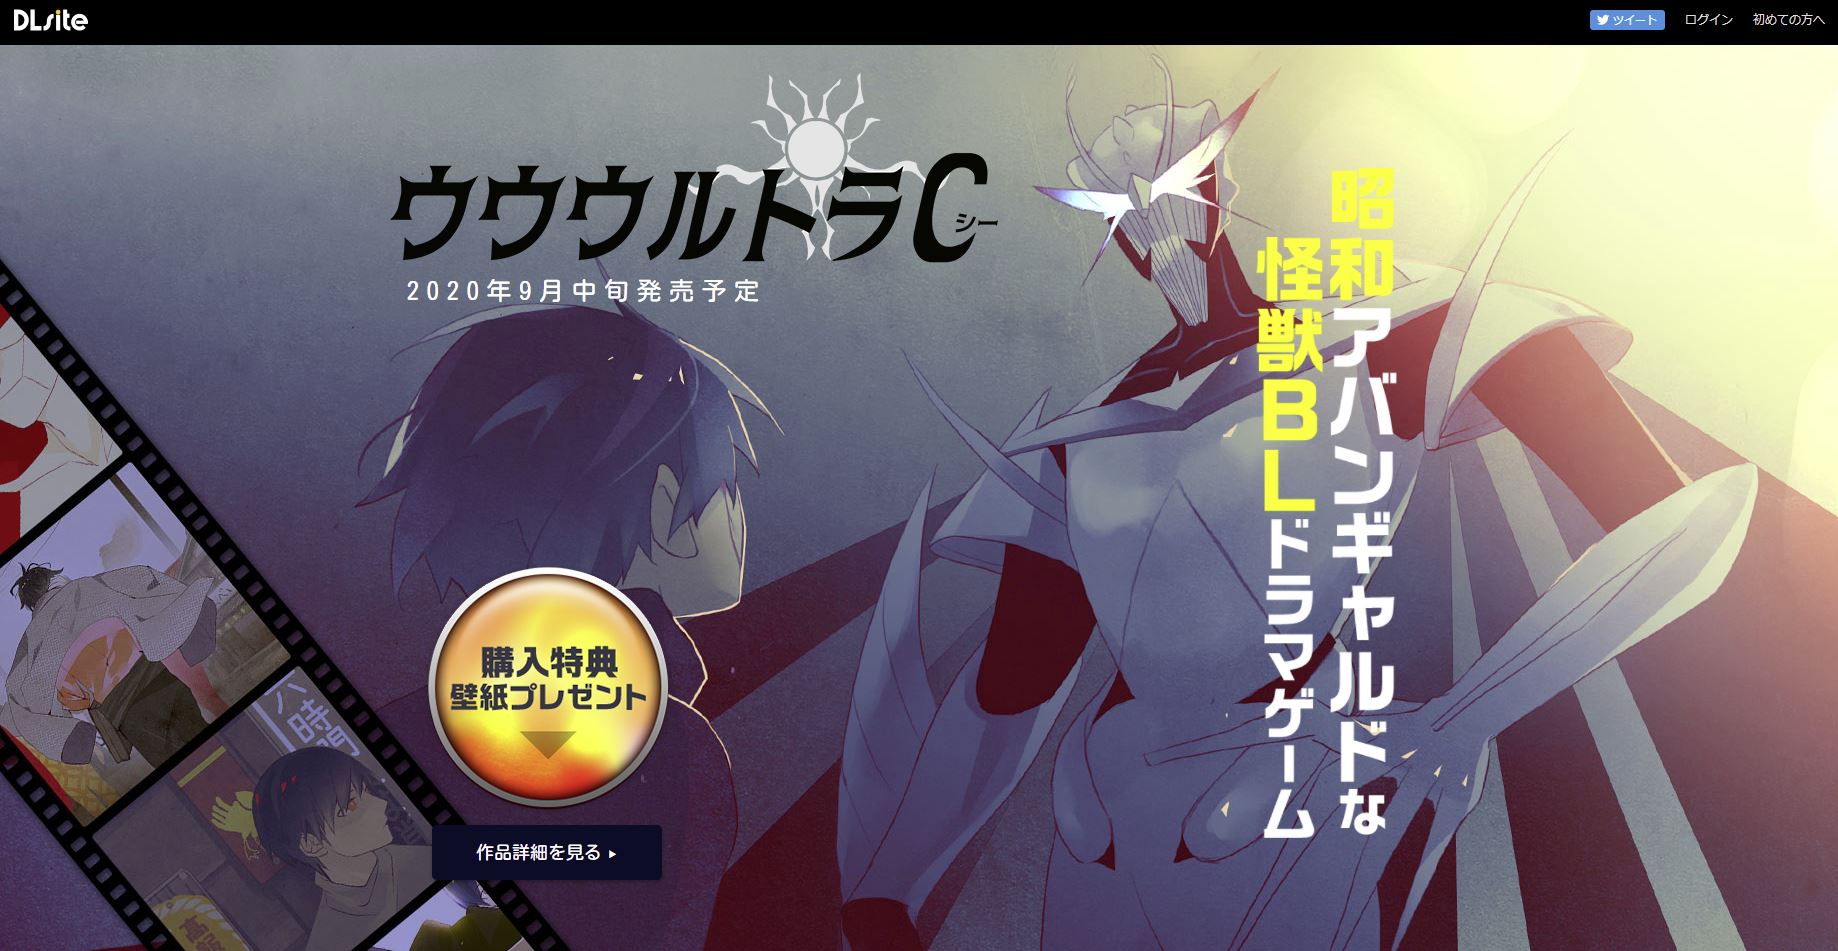 DLsite
ツイート
ログイン
初めての方へ
ウウウルトラC
シー
2020年9月中旬発売予定
昭和アバンギャルドな
怪獣BLドラマゲーム
購入特典
壁紙プレゼント
作品詳細を見る ▸